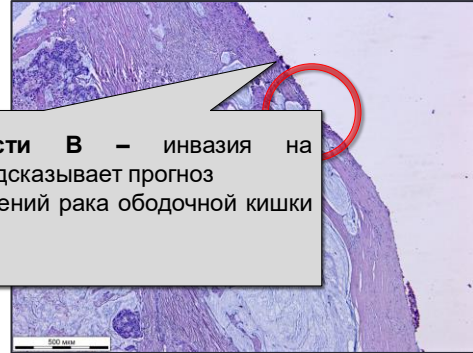 сти В – инвазия на
дсказывает прогноз
ений рака ободочной кишки
500 мкм